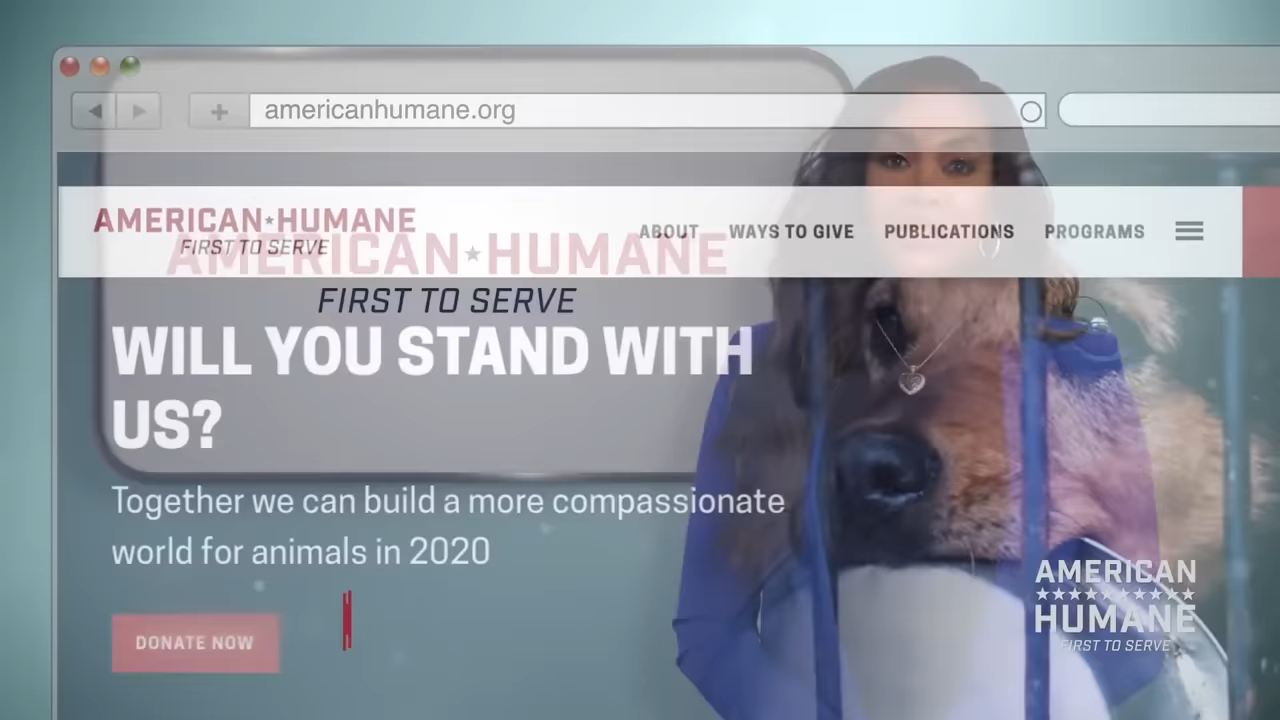 americanhumane.org
AMERICAN★HUMANE
FIRST TO SERVE
ABOUT WAYS TO GIVE PUBLICATIONS PROGRAMS
AMERICAN★HUMANE
FIRST TO SERVE
WILL YOU STAND WITH
US?
Together we can build a more compassionate
world for animals in 2020
DONATE NOW
AMERICAN
HUMANE
FIRST TO SERVE